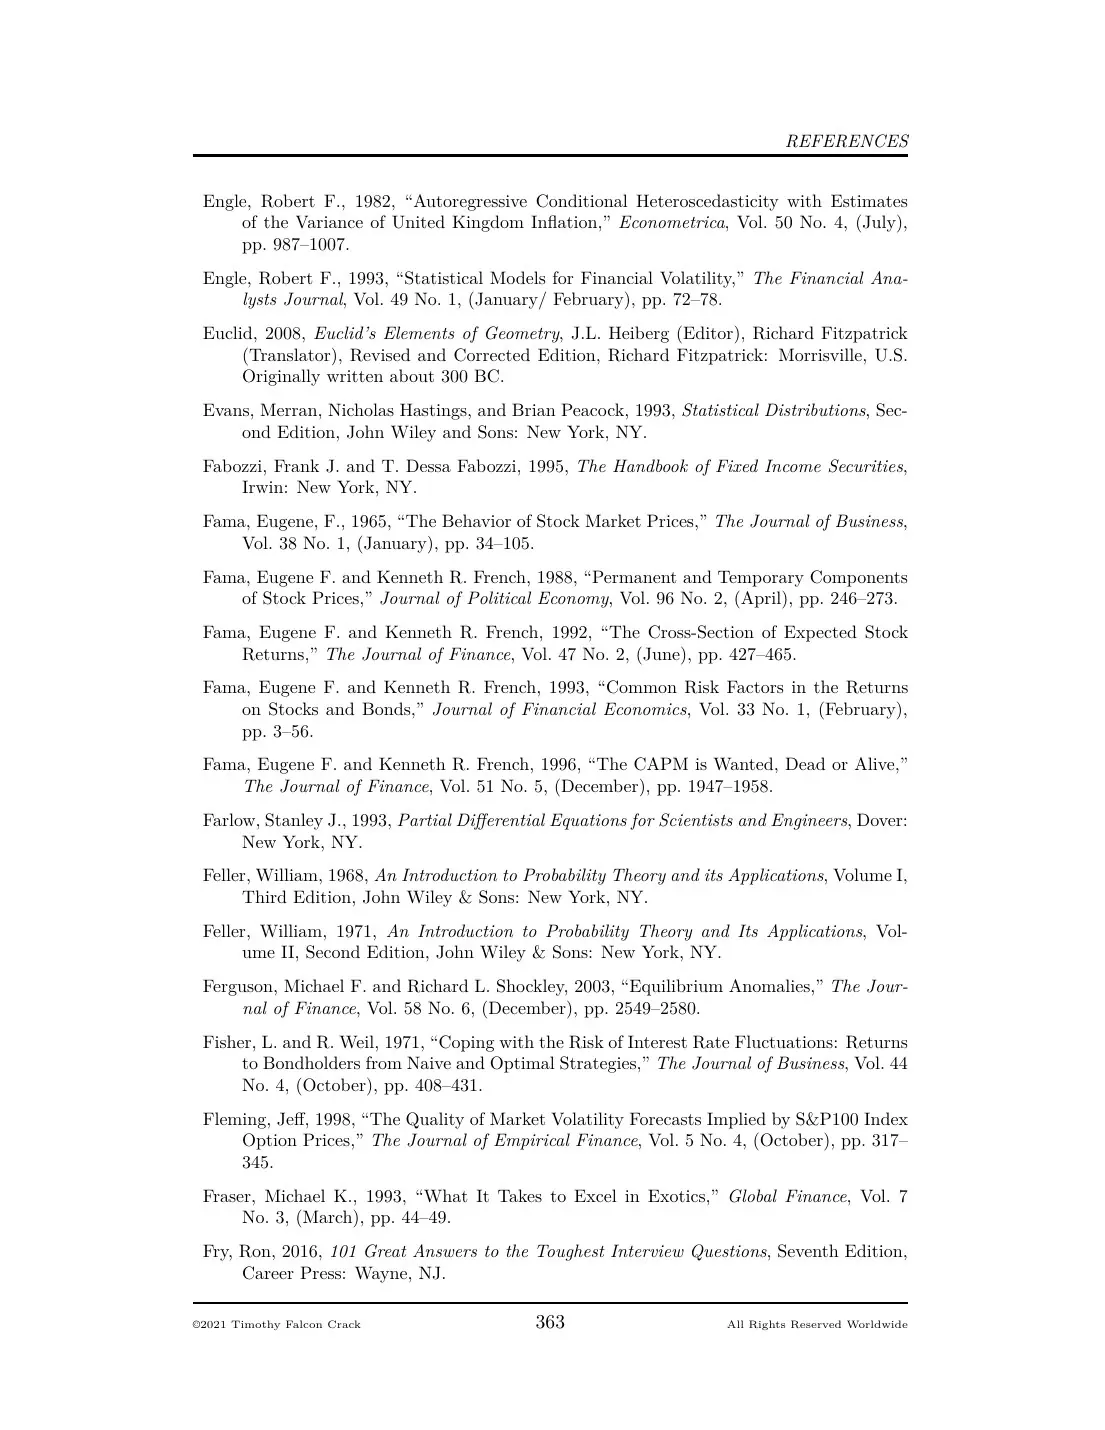 REFERENCES
Engle, Robert F., 1982, “Autoregressive Conditional Heteroscedasticity with Estimates
of the Variance of United Kingdom Inflation,” Econometrica, Vol. 50 No. 4, (July),
pp. 987–1007.
Engle, Robert F., 1993, “Statistical Models for Financial Volatility,” The Financial Ana-
lysts Journal, Vol. 49 No. 1, (January/ February), pp. 72–78.
Euclid, 2008, Euclid’s Elements of Geometry, J.L. Heiberg (Editor), Richard Fitzpatrick
(Translator), Revised and Corrected Edition, Richard Fitzpatrick: Morrisville, U.S.
Originally written about 300 BC.
Evans, Merran, Nicholas Hastings, and Brian Peacock, 1993, Statistical Distributions, Sec-
ond Edition, John Wiley and Sons: New York, NY.
Fabozzi, Frank J. and T. Dessa Fabozzi, 1995, The Handbook of Fixed Income Securities,
Irwin: New York, NY.
Fama, Eugene, F., 1965, “The Behavior of Stock Market Prices,” The Journal of Business,
Vol. 38 No. 1, (January), pp. 34–105.
Fama, Eugene F. and Kenneth R. French, 1988, “Permanent and Temporary Components
of Stock Prices,” Journal of Political Economy, Vol. 96 No. 2, (April), pp. 246–273.
Fama, Eugene F. and Kenneth R. French, 1992, “The Cross-Section of Expected Stock
Returns,” The Journal of Finance, Vol. 47 No. 2, (June), pp. 427–465.
Fama, Eugene F. and Kenneth R. French, 1993, “Common Risk Factors in the Returns
on Stocks and Bonds,” Journal of Financial Economics, Vol. 33 No. 1, (February),
pp. 3–56.
Fama, Eugene F. and Kenneth R. French, 1996, “The CAPM is Wanted, Dead or Alive,”
The Journal of Finance, Vol. 51 No. 5, (December), pp. 1947–1958.
Farlow, Stanley J., 1993, Partial Differential Equations for Scientists and Engineers, Dover:
New York, NY.
Feller, William, 1968, An Introduction to Probability Theory and its Applications, Volume I,
Third Edition, John Wiley & Sons: New York, NY.
Feller, William, 1971, An Introduction to Probability Theory and Its Applications, Vol-
ume II, Second Edition, John Wiley & Sons: New York, NY.
Ferguson, Michael F. and Richard L. Shockley, 2003, “Equilibrium Anomalies,” The Jour-
nal of Finance, Vol. 58 No. 6, (December), pp. 2549–2580.
Fisher, L. and R. Weil, 1971, “Coping with the Risk of Interest Rate Fluctuations: Returns
to Bondholders from Naive and Optimal Strategies,” The Journal of Business, Vol. 44
No. 4, (October), pp. 408–431.
Fleming, Jeff, 1998, “The Quality of Market Volatility Forecasts Implied by S&P100 Index
Option Prices,” The Journal of Empirical Finance, Vol. 5 No. 4, (October), pp. 317–
345.
Fraser, Michael K., 1993, “What It Takes to Excel in Exotics,” Global Finance, Vol. 7
No. 3, (March), pp. 44–49.
Fry, Ron, 2016, 101 Great Answers to the Toughest Interview Questions, Seventh Edition,
Career Press: Wayne, NJ.
©2021 Timothy Falcon Crack 363 All Rights Reserved Worldwide